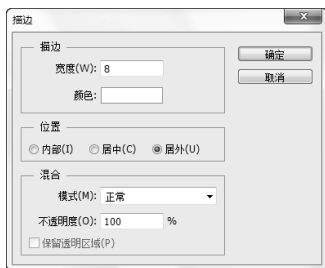 描边
描边
确定
宽度(W): 8
取消
颜色:
位置
内部(I) 居中(C) 居外(U)
混合
模式(M): 正常
不透明度(O): 100 %
保留透明区域(P)